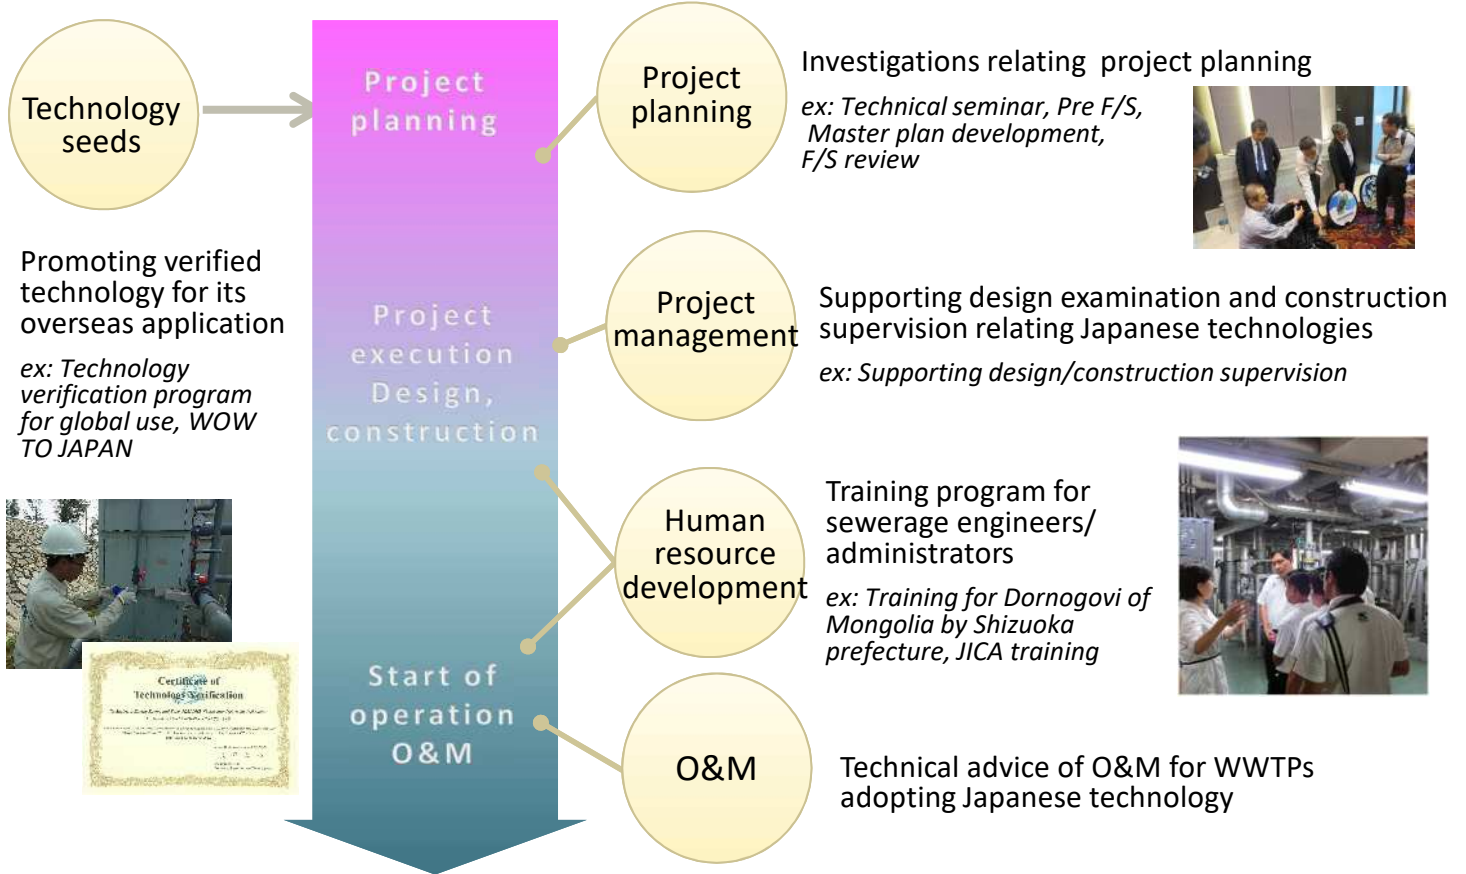 Technology
seeds
Promoting verified
technology for its
overseas application
ex: Technology
verification program
for global use, WOW
TO JAPAN
Certificate of
Technology Verification
Project
planning
Project
execution
Design,
construction
Start of
operation
O&M
Project
planning
Investigations relating  project planning
ex: Technical seminar, Pre F/S,
Master plan development,
F/S review
Project
management
Supporting design examination and construction
supervision relating Japanese technologies
ex: Supporting design/construction supervision
Human
resource
development
Training program for
sewerage engineers/
administrators
ex: Training for Dornogovi of
Mongolia by Shizuoka
prefecture, JICA training
O&M
Technical advice of O&M for WWTPs
adopting Japanese technology